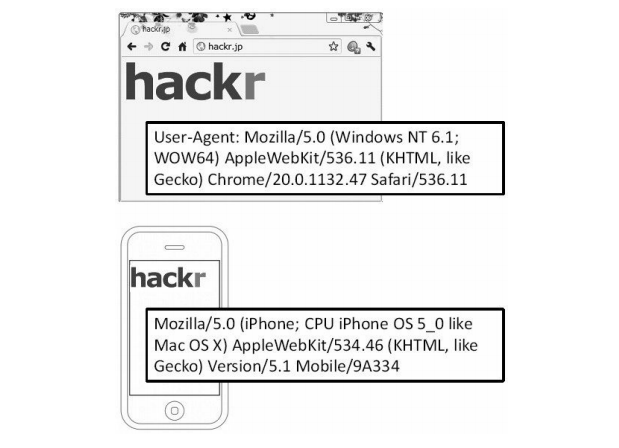 hackr.jp
hackr.jp
hackr
User-Agent: Mozilla/5.0 (Windows NT 6.1;
WOW64) AppleWebKit/536.11 (KHTML, like
Gecko) Chrome/20.0.1132.47 Safari/536.11
hackr
Mozilla/5.0 (iPhone; CPU iPhone OS 5_0 like
Mac OS X) AppleWebKit/534.46 (KHTML, like
Gecko) Version/5.1 Mobile/9A334